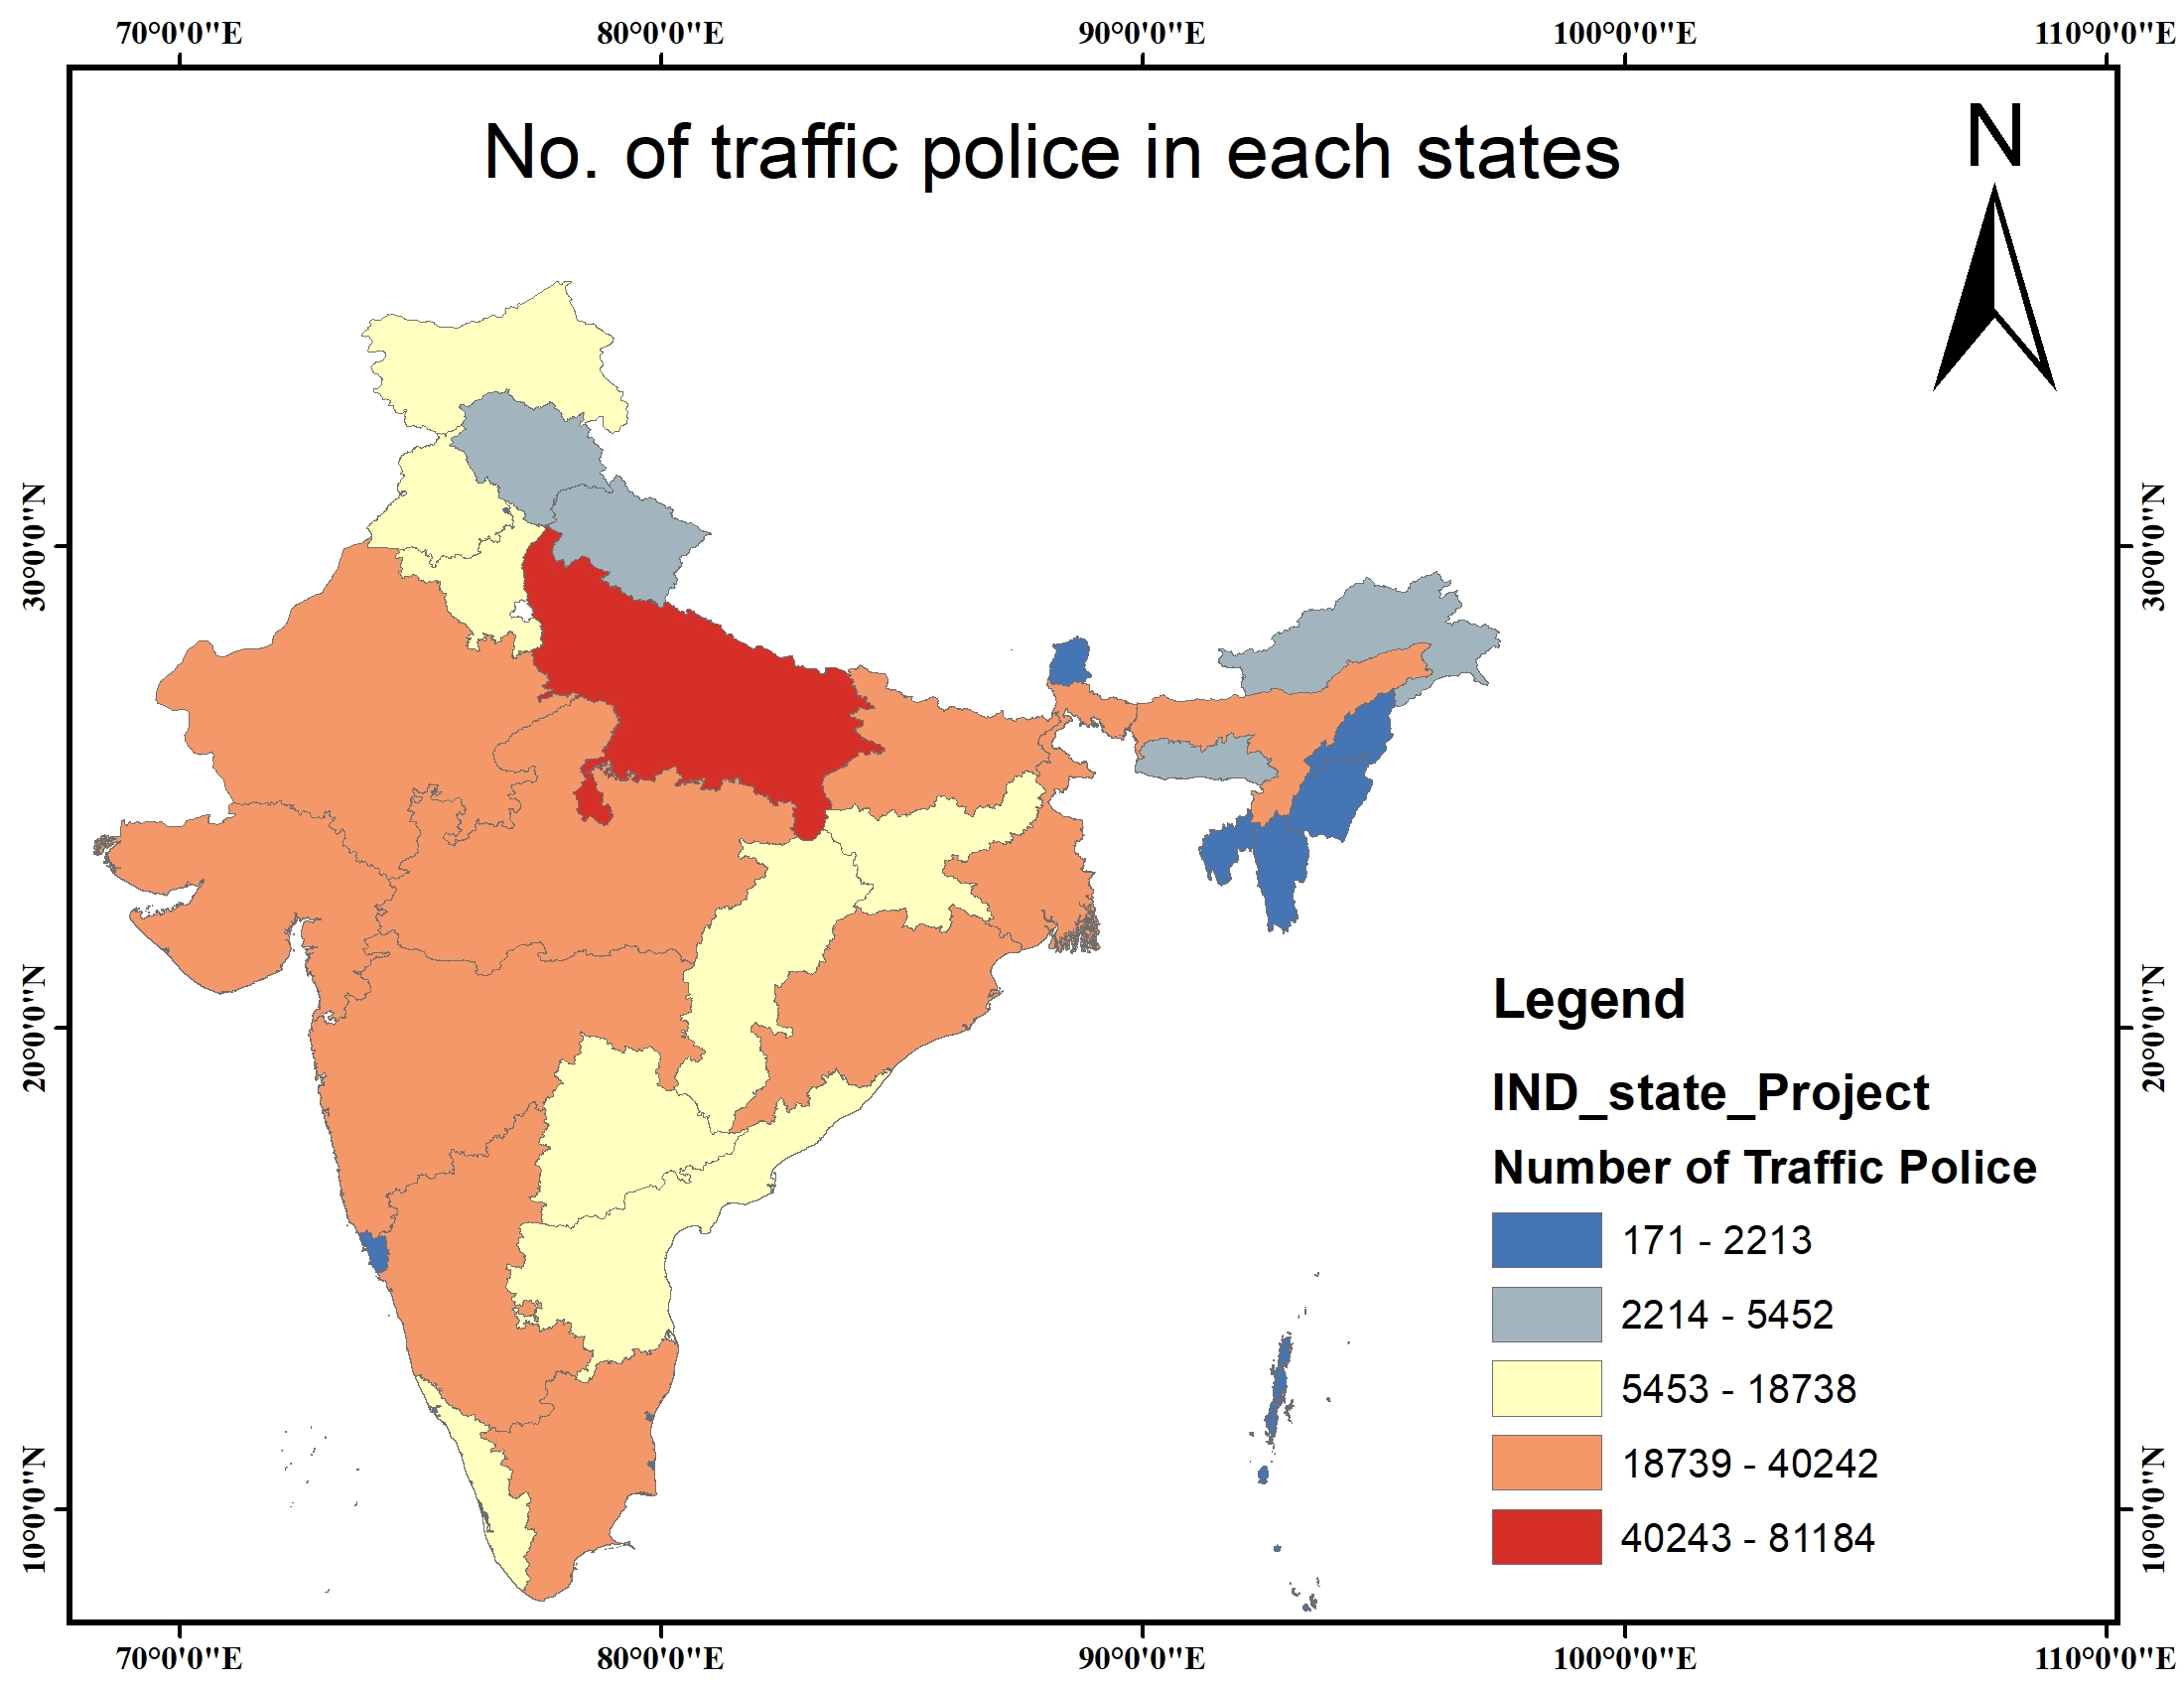 70°0'0"E 80°0'0"E 90°0'0"E 100°0'0"E 110°0'0"E
No. of traffic police in each states
N
30°0'0"N 30°0'0"N
20°0'0"N 20°0'0"N
10°0'0"N 10°0'0"N
Legend
IND_state_Project
Number of Traffic Police
171 - 2213
2214 - 5452
5453 - 18738
18739 - 40242
40243 - 81184
70°0'0"E 80°0'0"E 90°0'0"E 100°0'0"E 110°0'0"E